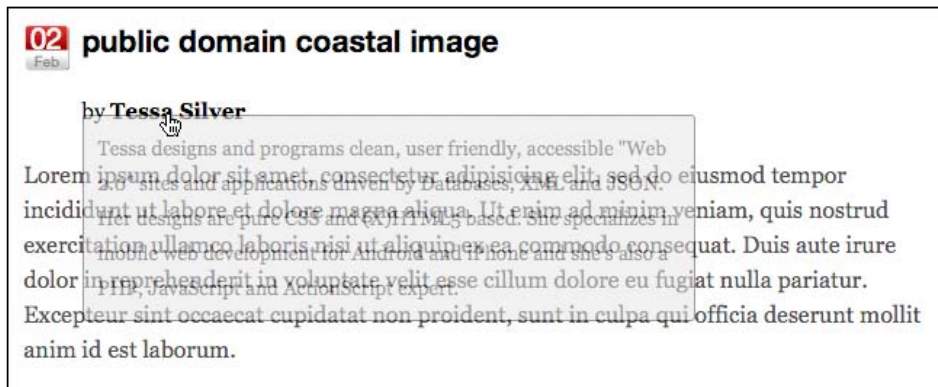 02
Feb
public domain coastal image
by Tessa Silver
Tessa designs and programs clean, user friendly, accessible "Web
2.0" sites and applications driven by Databases, XML and JSON.
Her designs are pure CSS and (X)HTML5 based. She specializes in
mobile web development for Android and iPhone and she's also a
PHP, JavaScript and ActionScript expert.
Lorem ipsum dolor sit amet, consectetur adipisicing elit, sed do eiusmod tempor
incididunt ut labore et dolore magna aliqua. Ut enim ad minim veniam, quis nostrud
exercitation ullamco laboris nisi ut aliquip ex ea commodo consequat. Duis aute irure
dolor in reprehenderit in voluptate velit esse cillum dolore eu fugiat nulla pariatur.
Excepteur sint occaecat cupidatat non proident, sunt in culpa qui officia deserunt mollit
anim id est laborum.